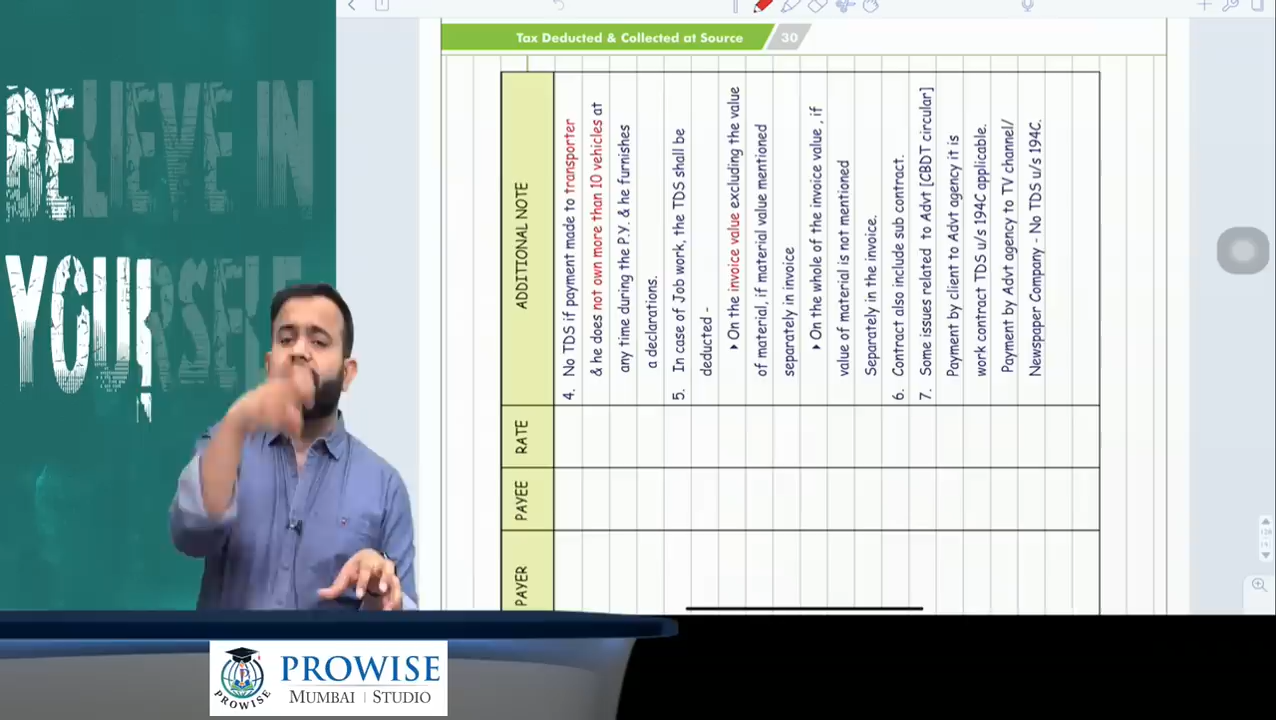 BELIEVE IN
YOURSELF
Tax Deducted & Collected at Source 30
PAYER PAYEE RATE ADDITIONAL NOTE
4. No TDS if payment made to transporter
& he does not own more than 10 vehicles at
any time during the P.Y. & he furnishes
a declarations.
5. In case of Job work, the TDS shall be
deducted -
‣ On the invoice value excluding the value
of material, if material value mentioned
separately in invoice
‣ On the whole of the invoice value , if
value of material is not mentioned
Separately in the invoice.
6. Contract also include sub contract.
7. Some issues related to Advt [CBDT circular]
Payment by client to Advt agency it is
work contract TDS u/s 194C applicable.
Payment by Advt agency to TV channel/
Newspaper Company - No TDS u/s 194C.
PROWISE
PROWISE
MUMBAI | STUDIO